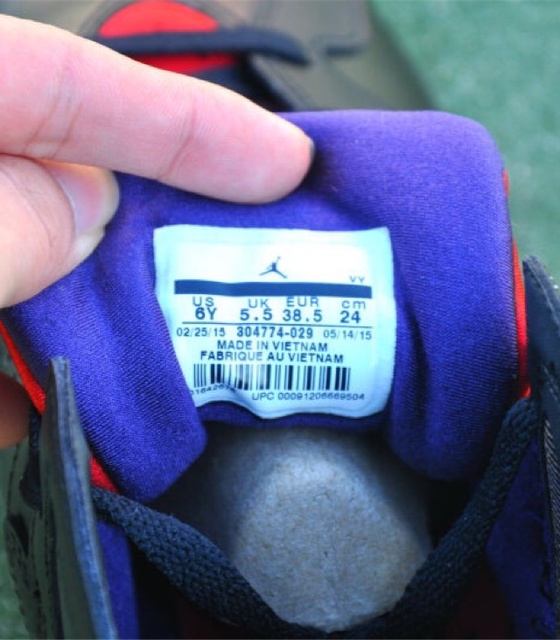 VV
US UK EUR cm
6Y 5.5 38.5 24
02/25/15 304774-029 05/14/15
MADE IN VIETNAM
FABRIQUE AU VIETNAM
UPC 00091206669504